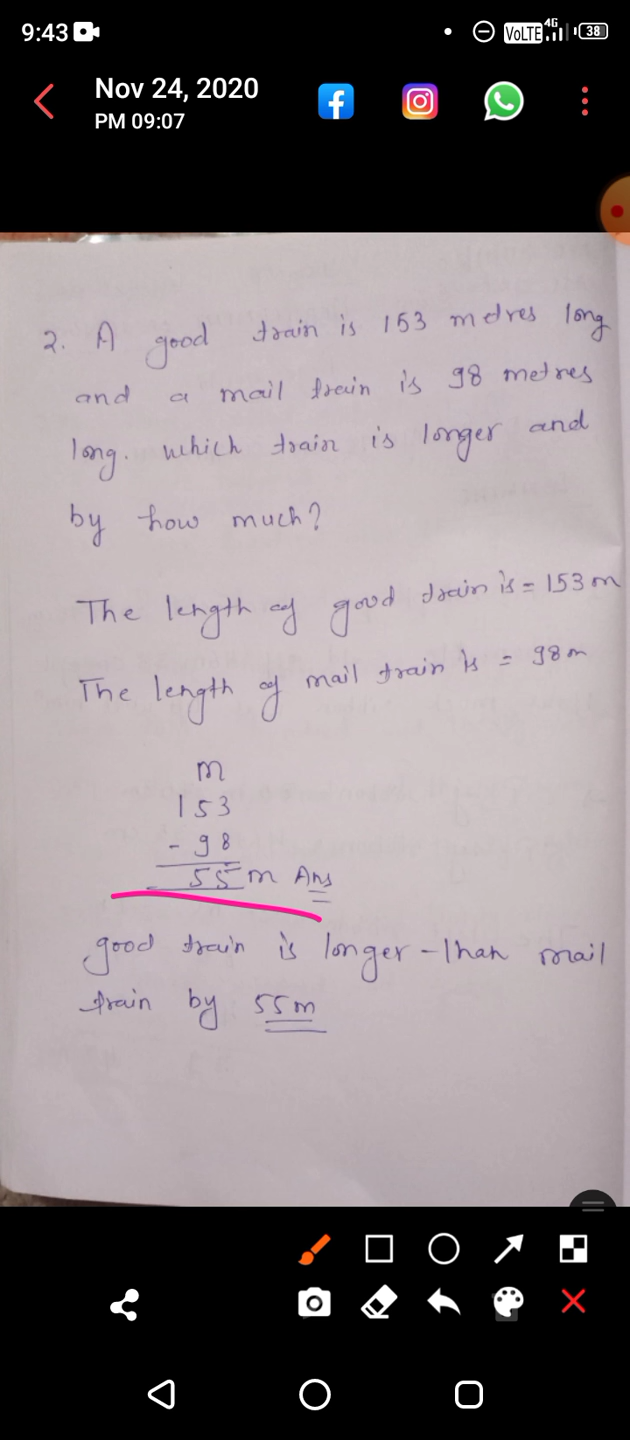 9:43
VoLTE 4G 38
Nov 24, 2020
PM 09:07
2. A good train is 153 metres long
and a mail train is 98 metres
long. which train is longer and
by how much?
The length of good train is = 153 m
The length of mail train is = 98 m
m
153
- 98
55 m Ans
good train is longer than mail
train by 55m